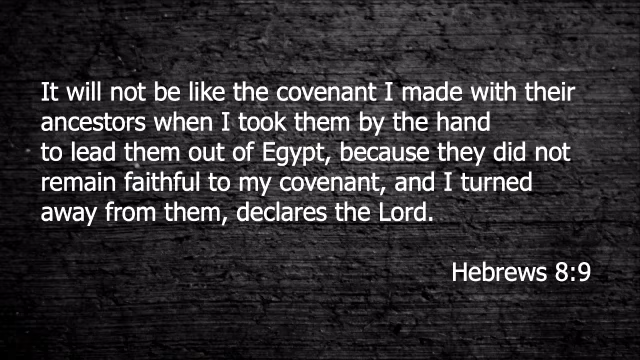 It will not be like the covenant I made with their
ancestors when I took them by the hand
to lead them out of Egypt, because they did not
remain faithful to my covenant, and I turned
away from them, declares the Lord.
Hebrews 8:9